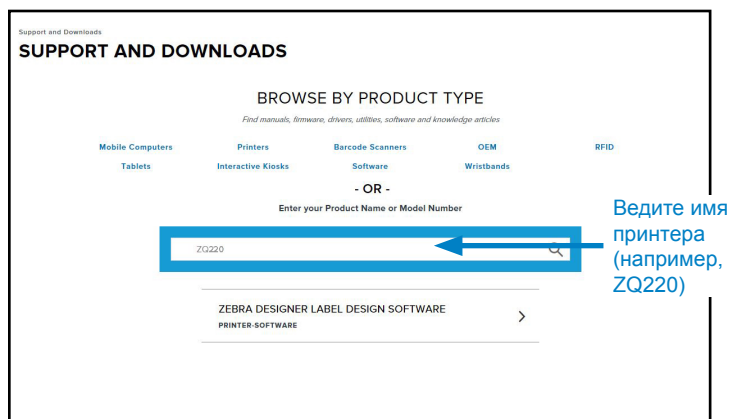 Support and Downloads
SUPPORT AND DOWNLOADS
BROWSE BY PRODUCT TYPE
Find manuals, firmware, drivers, utilities, software and knowledge articles
Mobile Computers Printers Barcode Scanners OEM RFID
Tablets Interactive Kiosks Software Wristbands
- OR -
Enter your Product Name or Model Number
ZQ220
Ведите имя
принтера
(например,
ZQ220)
ZEBRA DESIGNER LABEL DESIGN SOFTWARE
PRINTER-SOFTWARE